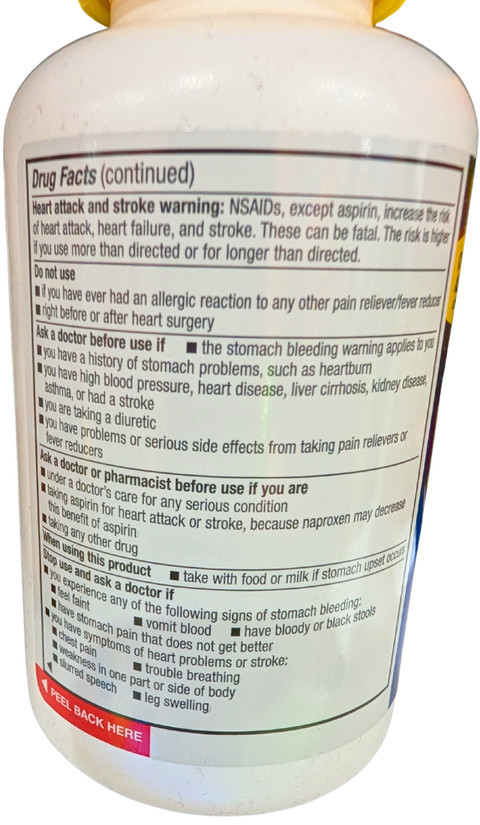 Drug Facts (continued)
Heart attack and stroke warning: NSAIDs, except aspirin, increase the risk
of heart attack, heart failure, and stroke. These can be fatal. The risk is higher
if you use more than directed or for longer than directed.
Do not use
■ if you have ever had an allergic reaction to any other pain reliever/fever reducer
■ right before or after heart surgery
Ask a doctor before use if ■ the stomach bleeding warning applies to you
■ you have a history of stomach problems, such as heartburn
■ you have high blood pressure, heart disease, liver cirrhosis, kidney disease,
asthma, or had a stroke
■ you are taking a diuretic
■ you have problems or serious side effects from taking pain relievers or
fever reducers
Ask a doctor or pharmacist before use if you are
■ under a doctor's care for any serious condition
■ taking aspirin for heart attack or stroke, because naproxen may decrease
this benefit of aspirin
■ taking any other drug
When using this product ■ take with food or milk if stomach upset occurs
Stop use and ask a doctor if
■ you experience any of the following signs of stomach bleeding:
■ feel faint ■ vomit blood ■ have bloody or black stools
■ have stomach pain that does not get better
■ you have symptoms of heart problems or stroke:
■ chest pain ■ trouble breathing
■ weakness in one part or side of body
■ slurred speech ■ leg swelling
PEEL BACK HERE